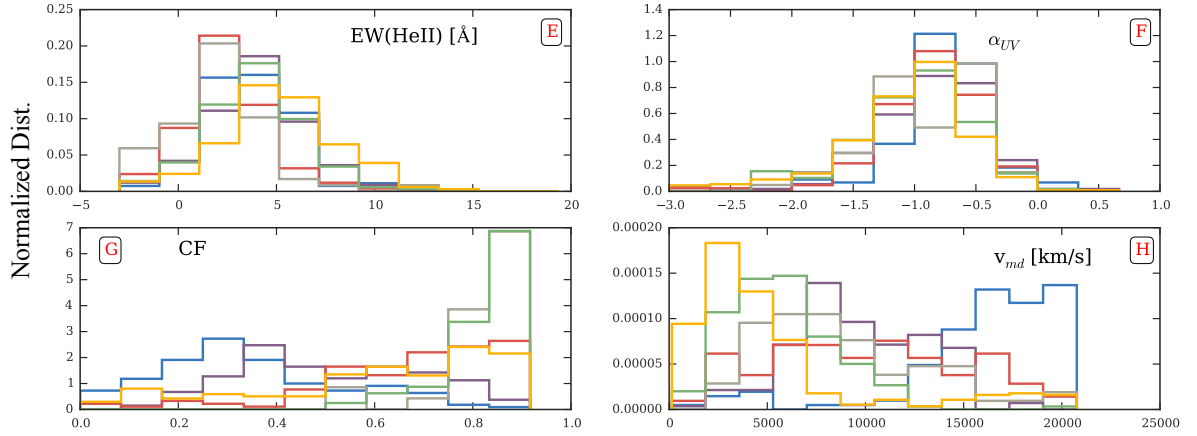 Normalized Dist.
0.25
0.20
0.15
0.10
0.05
0.00
EW(HeII) [Å]
E
−5 0 5 10 15 20
1.4
1.2
1.0
0.8
0.6
0.4
0.2
0.0
α_UV
F
−3.0 −2.5 −2.0 −1.5 −1.0 −0.5 0.0 0.5 1.0
7
6
5
4
3
2
1
0
G
CF
0.0 0.2 0.4 0.6 0.8 1.0
0.00020
0.00015
0.00010
0.00005
0.00000
v_md [km/s]
H
0 5000 10000 15000 20000 25000